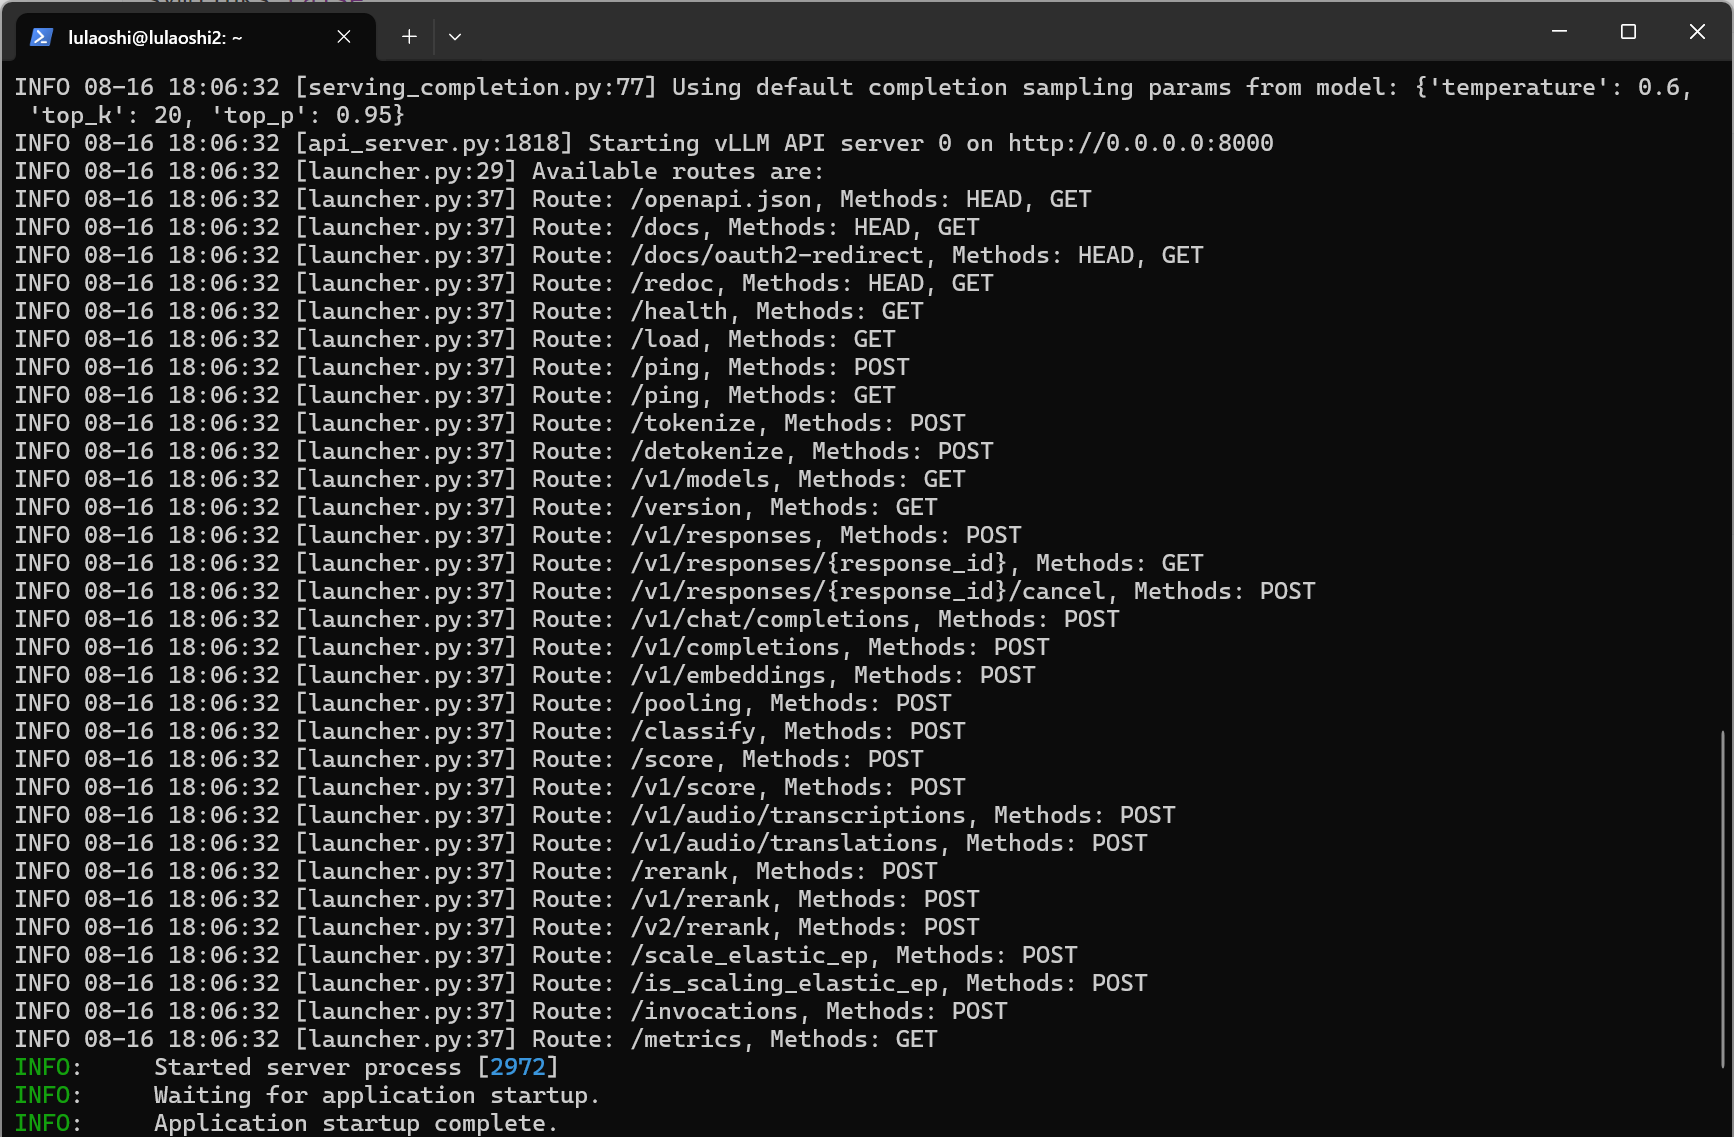 lulaoshi@lulaoshi2: ~
INFO 08-16 18:06:32 [serving_completion.py:77] Using default completion sampling params from model: {'temperature': 0.6,
'top_k': 20, 'top_p': 0.95}
INFO 08-16 18:06:32 [api_server.py:1818] Starting vLLM API server 0 on http://0.0.0.0:8000
INFO 08-16 18:06:32 [launcher.py:29] Available routes are:
INFO 08-16 18:06:32 [launcher.py:37] Route: /openapi.json, Methods: HEAD, GET
INFO 08-16 18:06:32 [launcher.py:37] Route: /docs, Methods: HEAD, GET
INFO 08-16 18:06:32 [launcher.py:37] Route: /docs/oauth2-redirect, Methods: HEAD, GET
INFO 08-16 18:06:32 [launcher.py:37] Route: /redoc, Methods: HEAD, GET
INFO 08-16 18:06:32 [launcher.py:37] Route: /health, Methods: GET
INFO 08-16 18:06:32 [launcher.py:37] Route: /load, Methods: GET
INFO 08-16 18:06:32 [launcher.py:37] Route: /ping, Methods: POST
INFO 08-16 18:06:32 [launcher.py:37] Route: /ping, Methods: GET
INFO 08-16 18:06:32 [launcher.py:37] Route: /tokenize, Methods: POST
INFO 08-16 18:06:32 [launcher.py:37] Route: /detokenize, Methods: POST
INFO 08-16 18:06:32 [launcher.py:37] Route: /v1/models, Methods: GET
INFO 08-16 18:06:32 [launcher.py:37] Route: /version, Methods: GET
INFO 08-16 18:06:32 [launcher.py:37] Route: /v1/responses, Methods: POST
INFO 08-16 18:06:32 [launcher.py:37] Route: /v1/responses/{response_id}, Methods: GET
INFO 08-16 18:06:32 [launcher.py:37] Route: /v1/responses/{response_id}/cancel, Methods: POST
INFO 08-16 18:06:32 [launcher.py:37] Route: /v1/chat/completions, Methods: POST
INFO 08-16 18:06:32 [launcher.py:37] Route: /v1/completions, Methods: POST
INFO 08-16 18:06:32 [launcher.py:37] Route: /v1/embeddings, Methods: POST
INFO 08-16 18:06:32 [launcher.py:37] Route: /pooling, Methods: POST
INFO 08-16 18:06:32 [launcher.py:37] Route: /classify, Methods: POST
INFO 08-16 18:06:32 [launcher.py:37] Route: /score, Methods: POST
INFO 08-16 18:06:32 [launcher.py:37] Route: /v1/score, Methods: POST
INFO 08-16 18:06:32 [launcher.py:37] Route: /v1/audio/transcriptions, Methods: POST
INFO 08-16 18:06:32 [launcher.py:37] Route: /v1/audio/translations, Methods: POST
INFO 08-16 18:06:32 [launcher.py:37] Route: /rerank, Methods: POST
INFO 08-16 18:06:32 [launcher.py:37] Route: /v1/rerank, Methods: POST
INFO 08-16 18:06:32 [launcher.py:37] Route: /v2/rerank, Methods: POST
INFO 08-16 18:06:32 [launcher.py:37] Route: /scale_elastic_ep, Methods: POST
INFO 08-16 18:06:32 [launcher.py:37] Route: /is_scaling_elastic_ep, Methods: POST
INFO 08-16 18:06:32 [launcher.py:37] Route: /invocations, Methods: POST
INFO 08-16 18:06:32 [launcher.py:37] Route: /metrics, Methods: GET
INFO:     Started server process [2972]
INFO:     Waiting for application startup.
INFO:     Application startup complete.